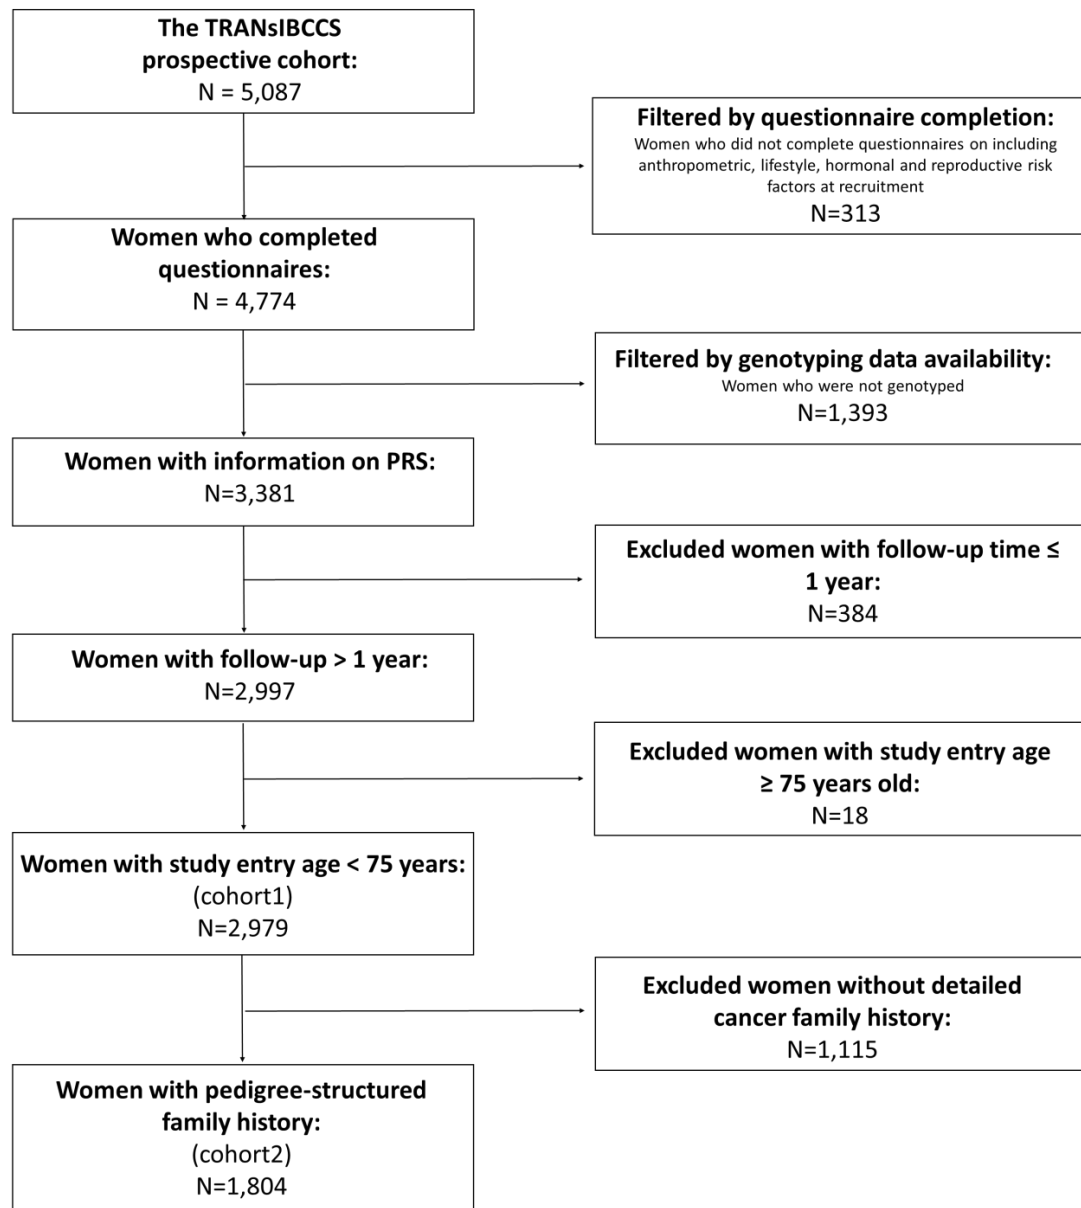 The TRANsIBCCS
prospective cohort:
N = 5,087
Filtered by questionnaire completion:
Women who did not complete questionnaires on including
anthropometric, lifestyle, hormonal and reproductive risk
factors at recruitment
N=313
Women who completed
questionnaires:
N = 4,774
Filtered by genotyping data availability:
Women who were not genotyped
N=1,393
Women with information on PRS:
N=3,381
Excluded women with follow-up time ≤
1 year:
N=384
Women with follow-up > 1 year:
N=2,997
Excluded women with study entry age
≥ 75 years old:
N=18
Women with study entry age < 75 years:
(cohort1)
N=2,979
Excluded women without detailed
cancer family history:
N=1,115
Women with pedigree-structured
family history:
(cohort2)
N=1,804